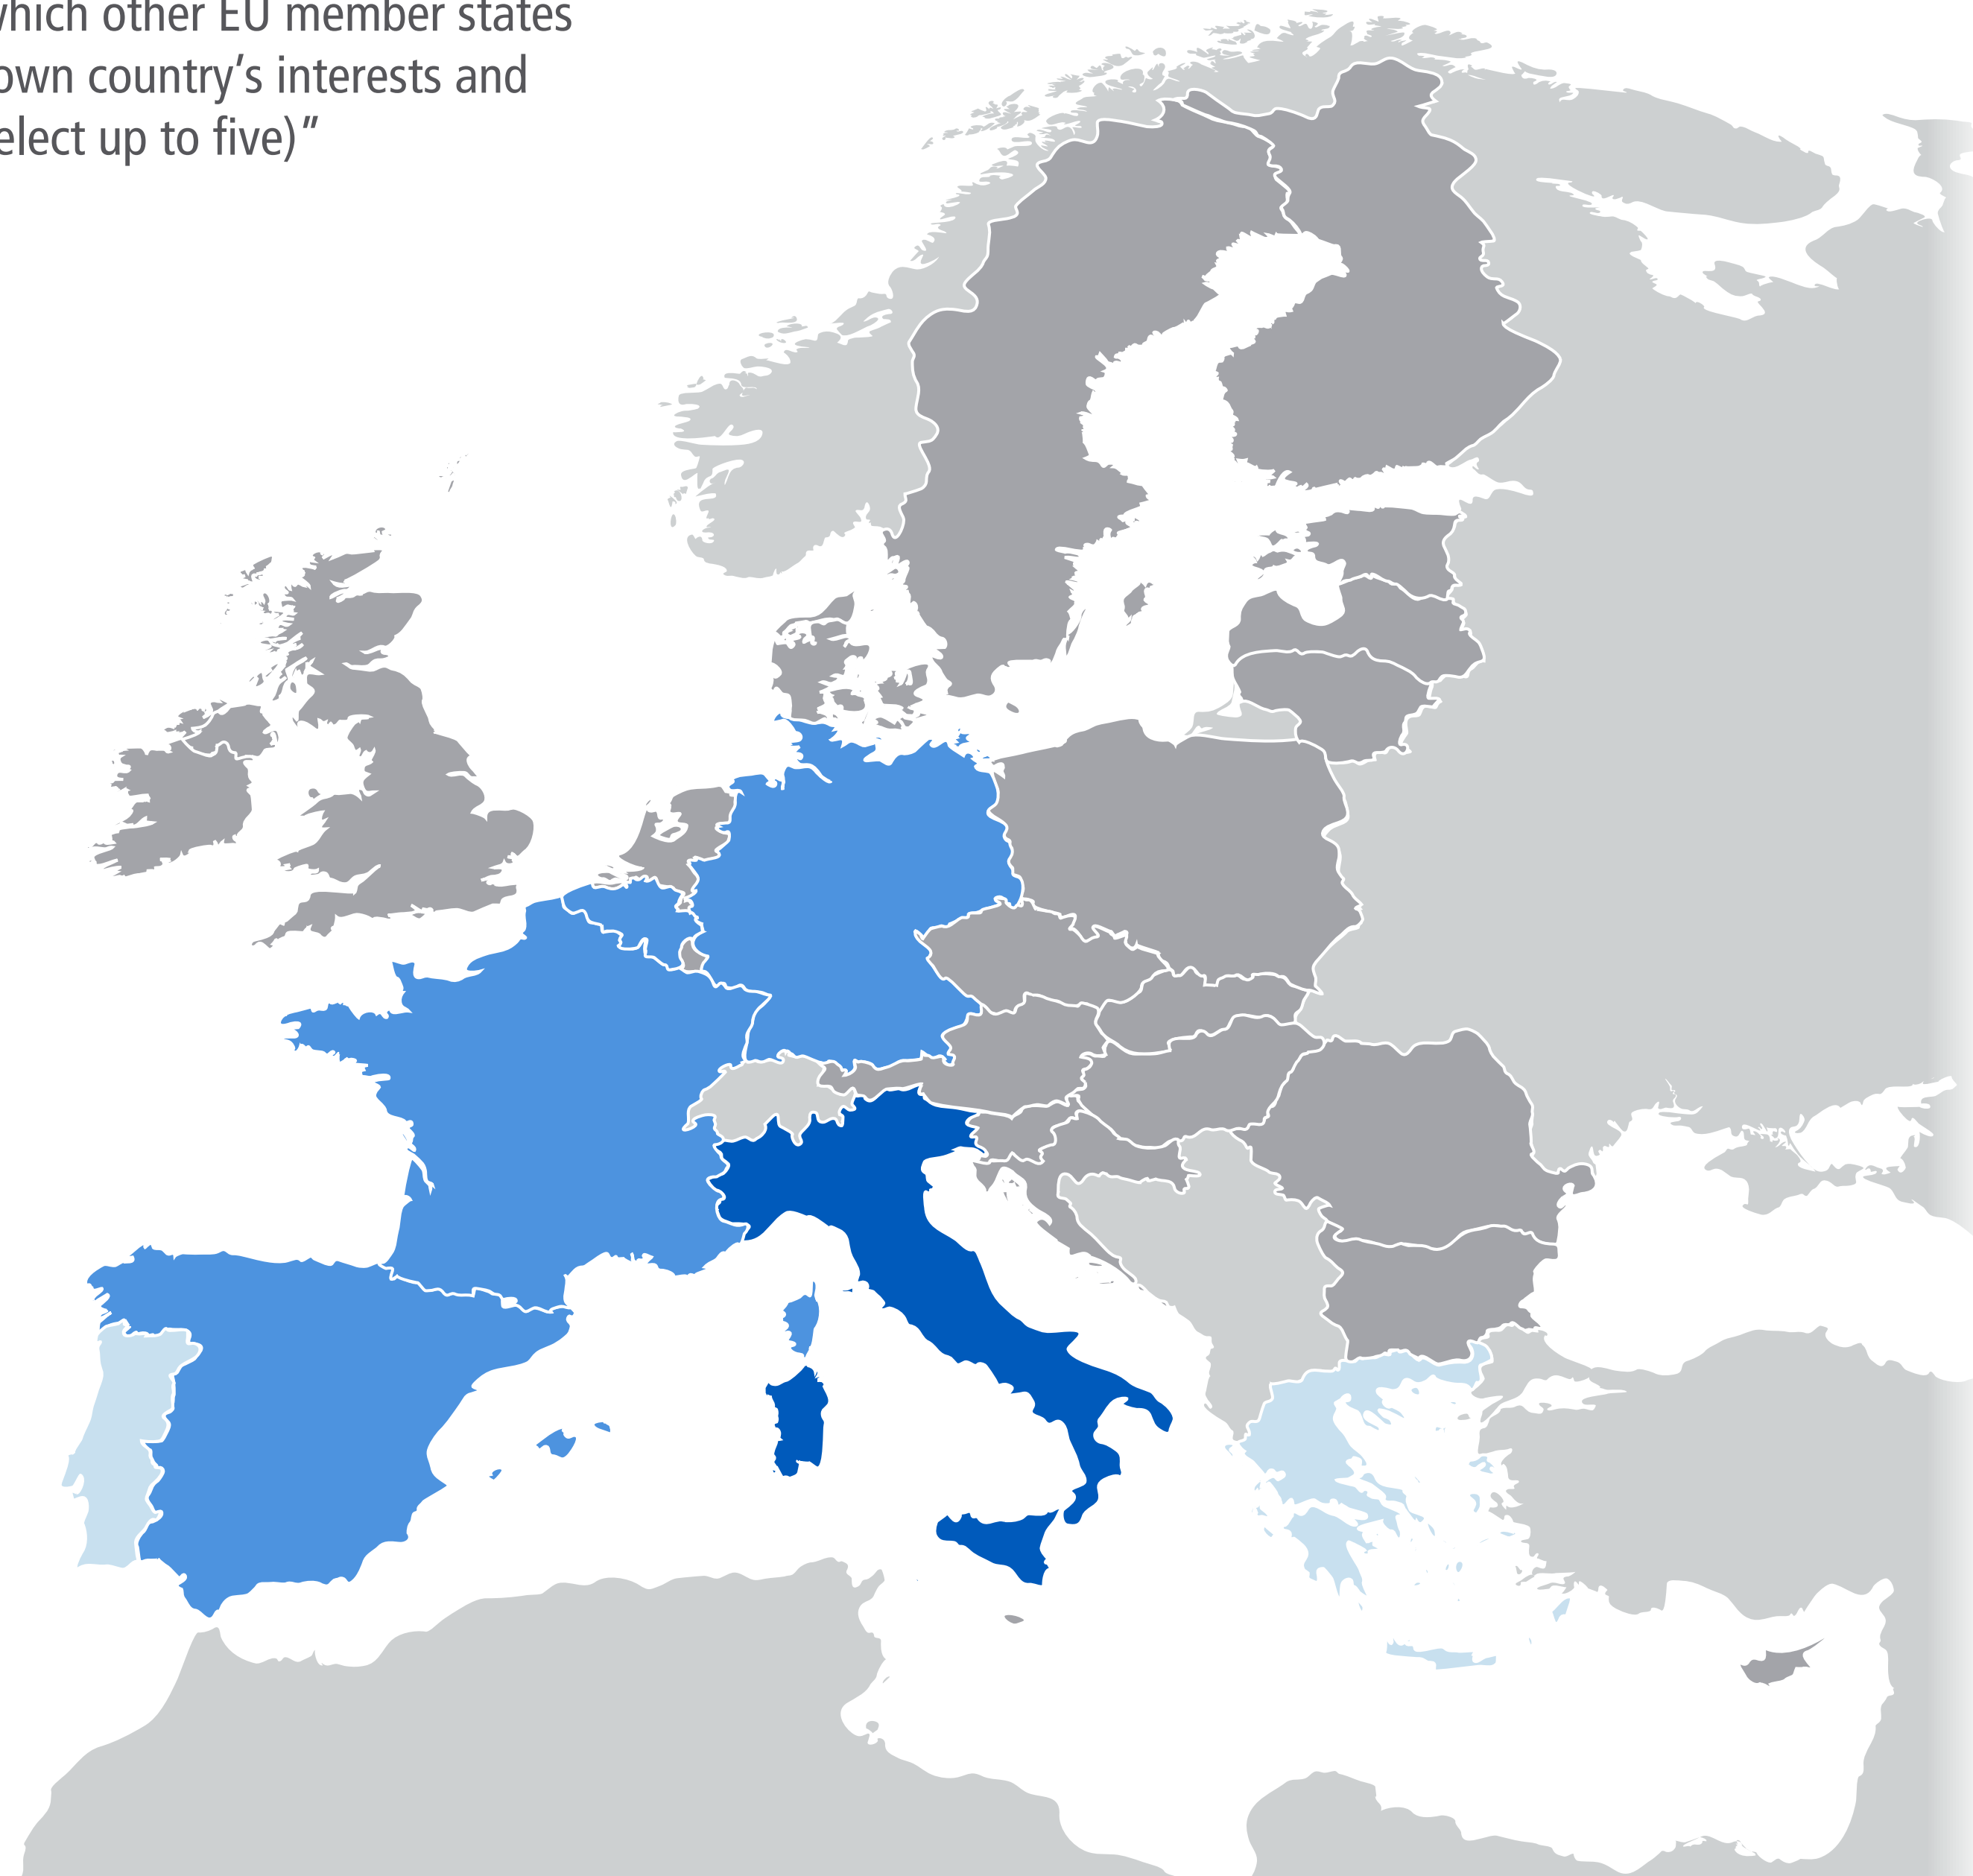 which other EU member states
own country’s interests and
elect up to five)“